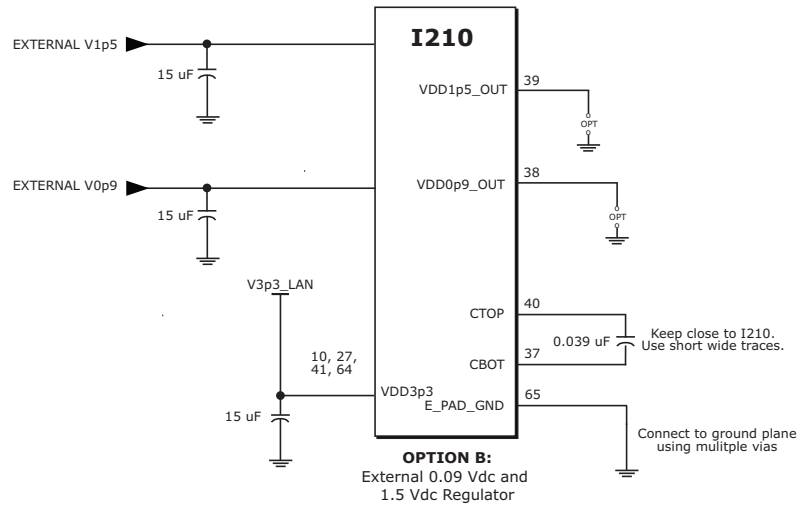 I210
EXTERNAL V1p5
15 uF
VDD1p5_OUT
39
OPT
EXTERNAL V0p9
15 uF
VDD0p9_OUT
38
OPT
V3p3_LAN
10, 27,
41, 64
VDD3p3
15 uF
CTOP
40
0.039 uF
Keep close to I210.
Use short wide traces.
CBOT
37
E_PAD_GND
65
Connect to ground plane
using mulitple vias
OPTION B:
External 0.09 Vdc and
1.5 Vdc Regulator